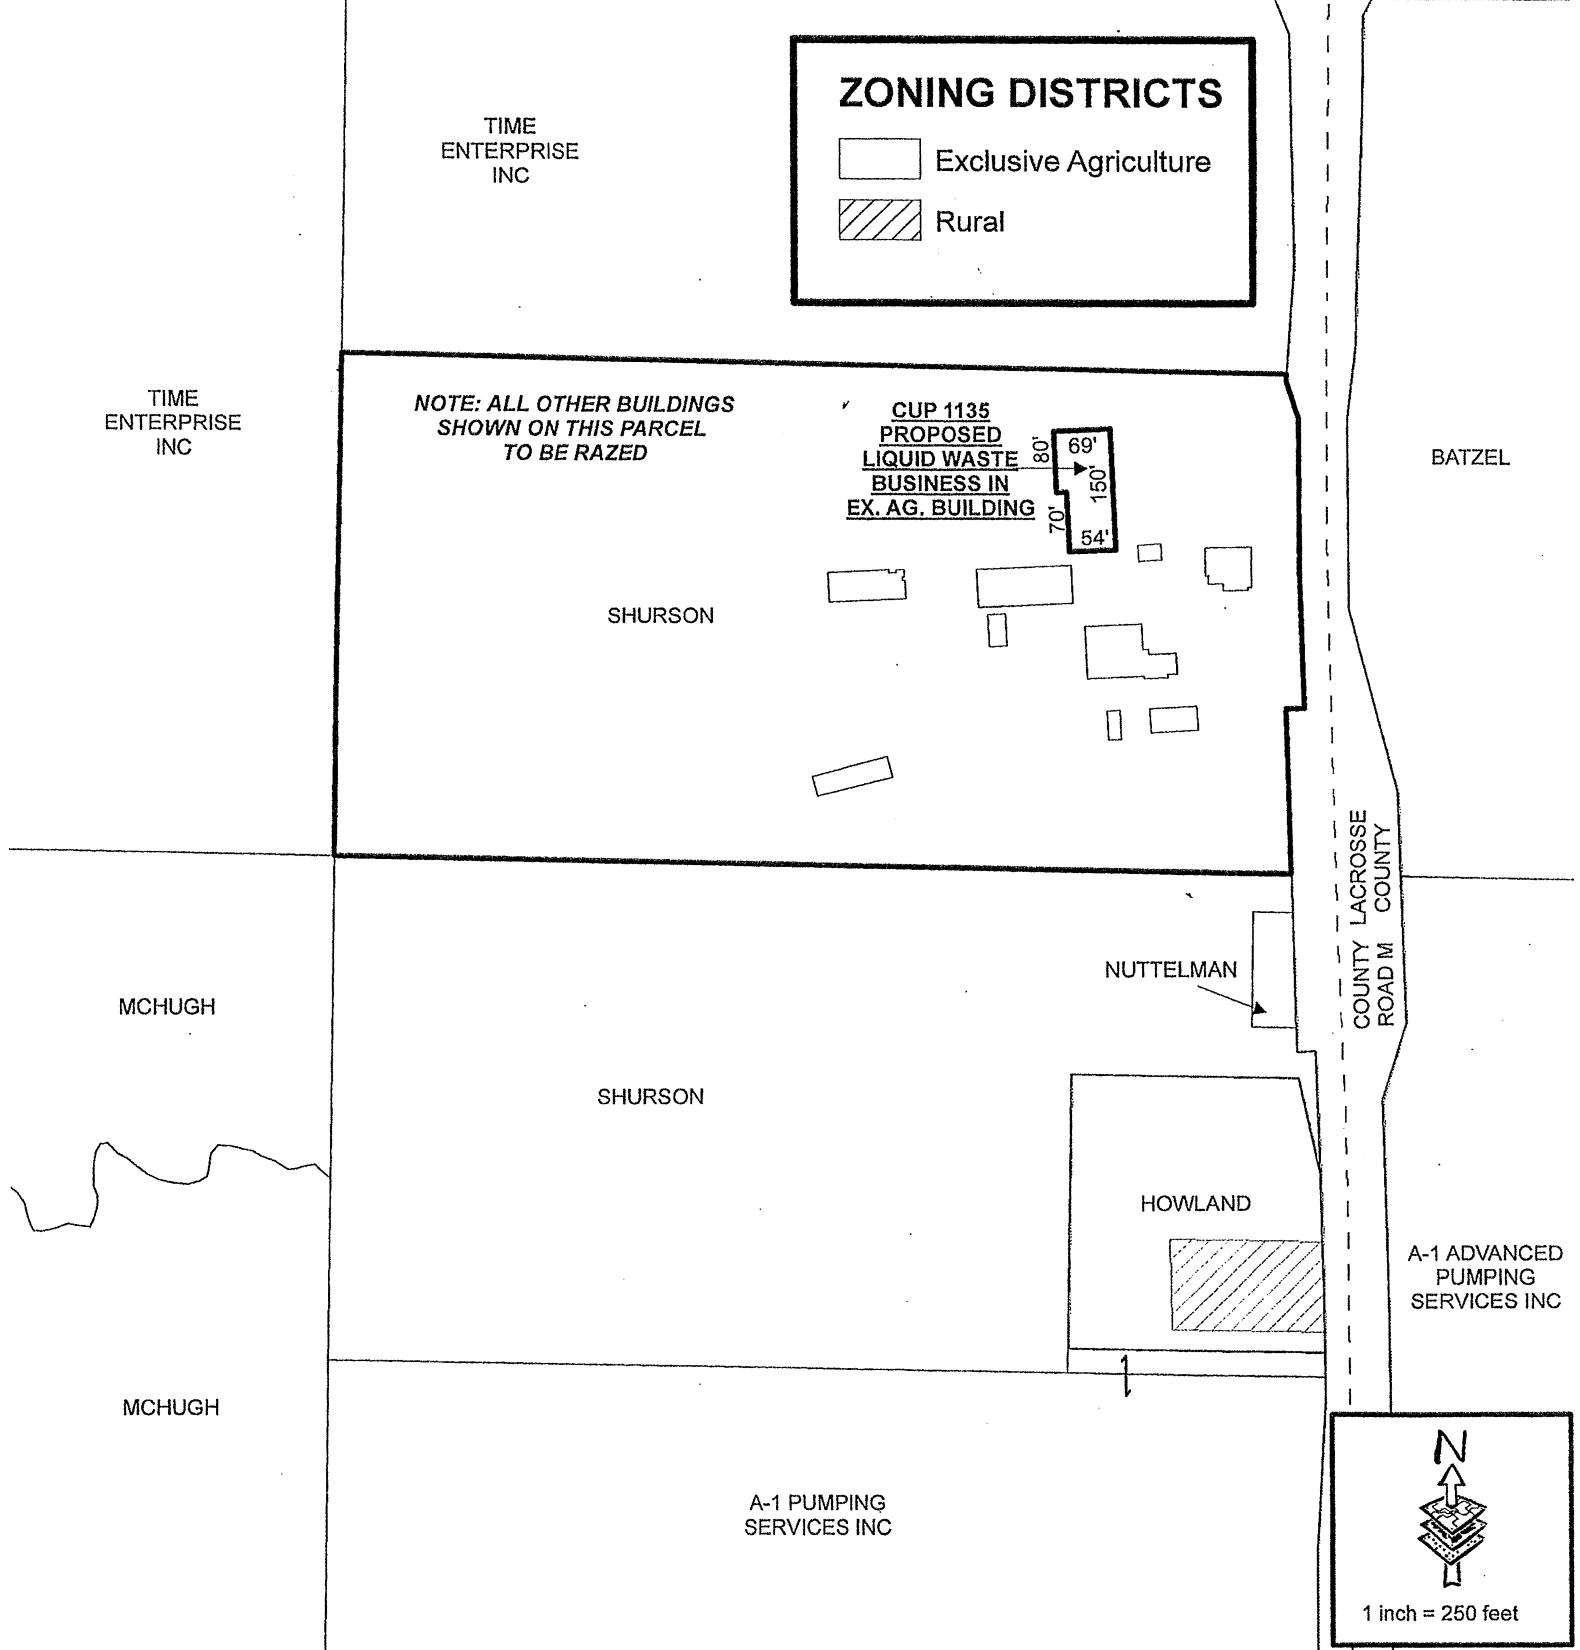 ZONING DISTRICTS
Exclusive Agriculture
Rural
TIME
ENTERPRISE
INC
TIME
ENTERPRISE
INC
NOTE: ALL OTHER BUILDINGS
SHOWN ON THIS PARCEL
TO BE RAZED
CUP 1135
PROPOSED
LIQUID WASTE
BUSINESS IN
EX. AG. BUILDING
80'
69'
150'
70'
54'
BATZEL
SHURSON
COUNTY LACROSSE
ROAD M COUNTY
NUTTELMAN
MCHUGH
SHURSON
HOWLAND
A-1 ADVANCED
PUMPING
SERVICES INC
MCHUGH
A-1 PUMPING
SERVICES INC
N
1 inch = 250 feet